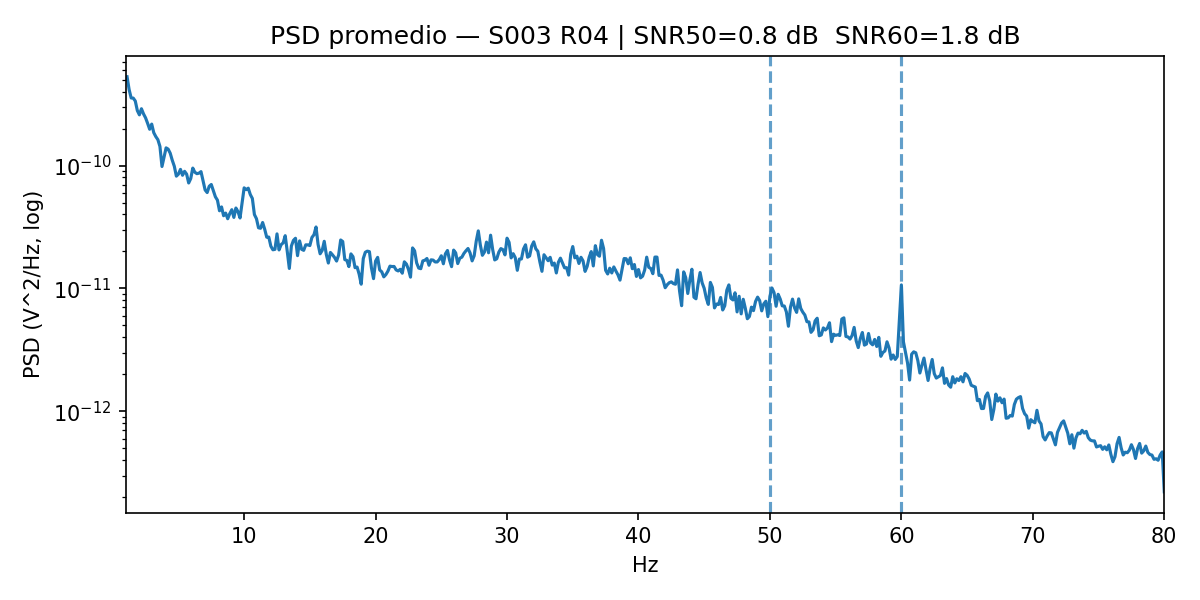 PSD promedio — S003 R04 | SNR50=0.8 dB  SNR60=1.8 dB
PSD (V^2/Hz, log)
10⁻¹⁰
10⁻¹¹
10⁻¹²
10 20 30 40 50 60 70 80
Hz